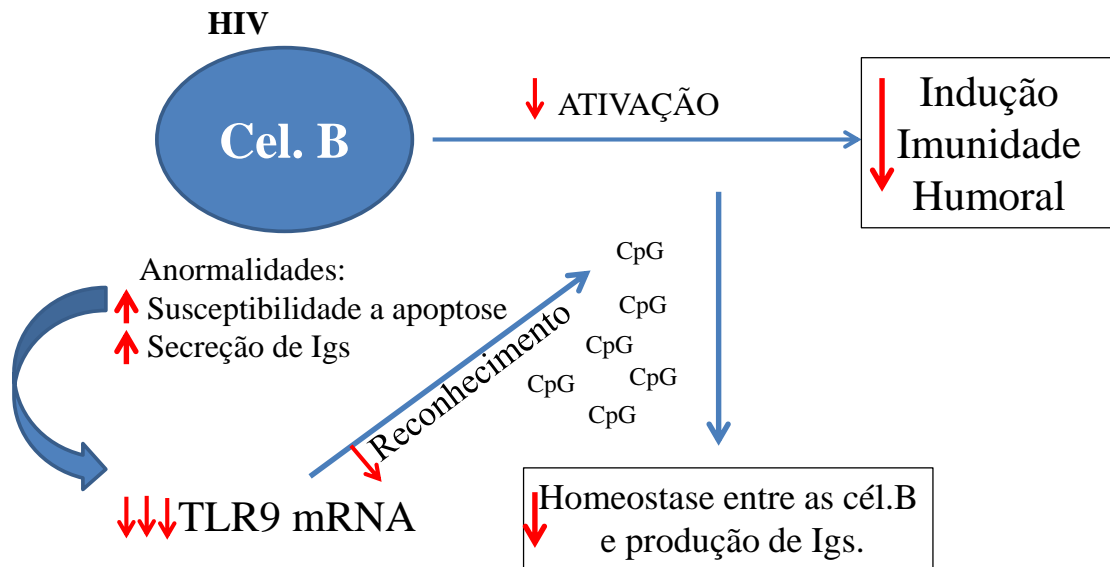 HIV
Cel. B
ATIVAÇÃO
Indução
Imunidade
Humoral
Anormalidades:
Susceptibilidade a apoptose
Secreção de Igs
Reconhecimento
CpG
CpG
CpG
CpG
CpG
CpG
TLR9 mRNA
Homeostase entre as cél.B
e produção de Igs.